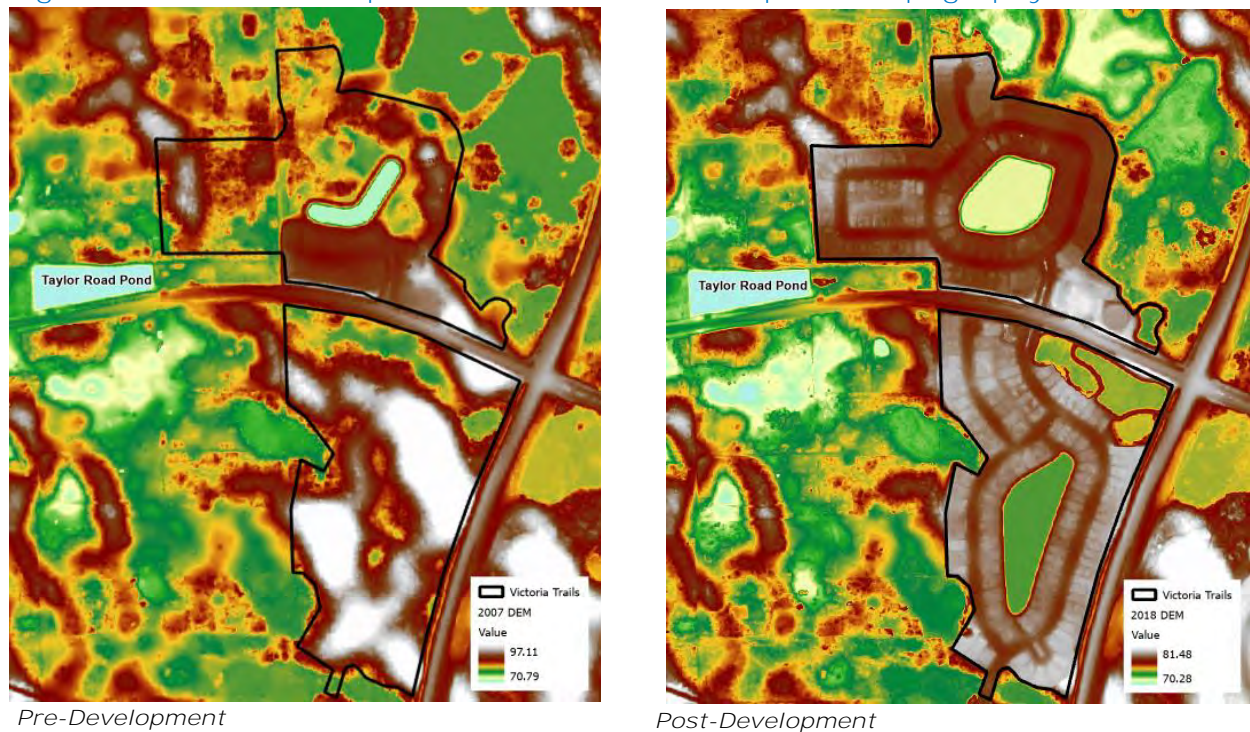 Taylor Road Pond
Victoria Trails
2007 DEM
Value
97.11
70.79
Pre-Development
Taylor Road Pond
Victoria Trails
2018 DEM
Value
81.48
70.28
Post-Development